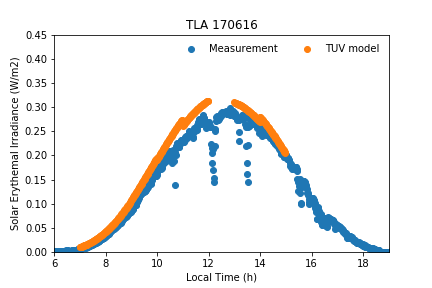 TLA 170616
Measurement
TUV model
0.45
0.40
0.35
0.30
0.25
0.20
0.15
0.10
0.05
0.00
Solar Erythemal Irradiance (W/m2)
6 8 10 12 14 16 18
Local Time (h)